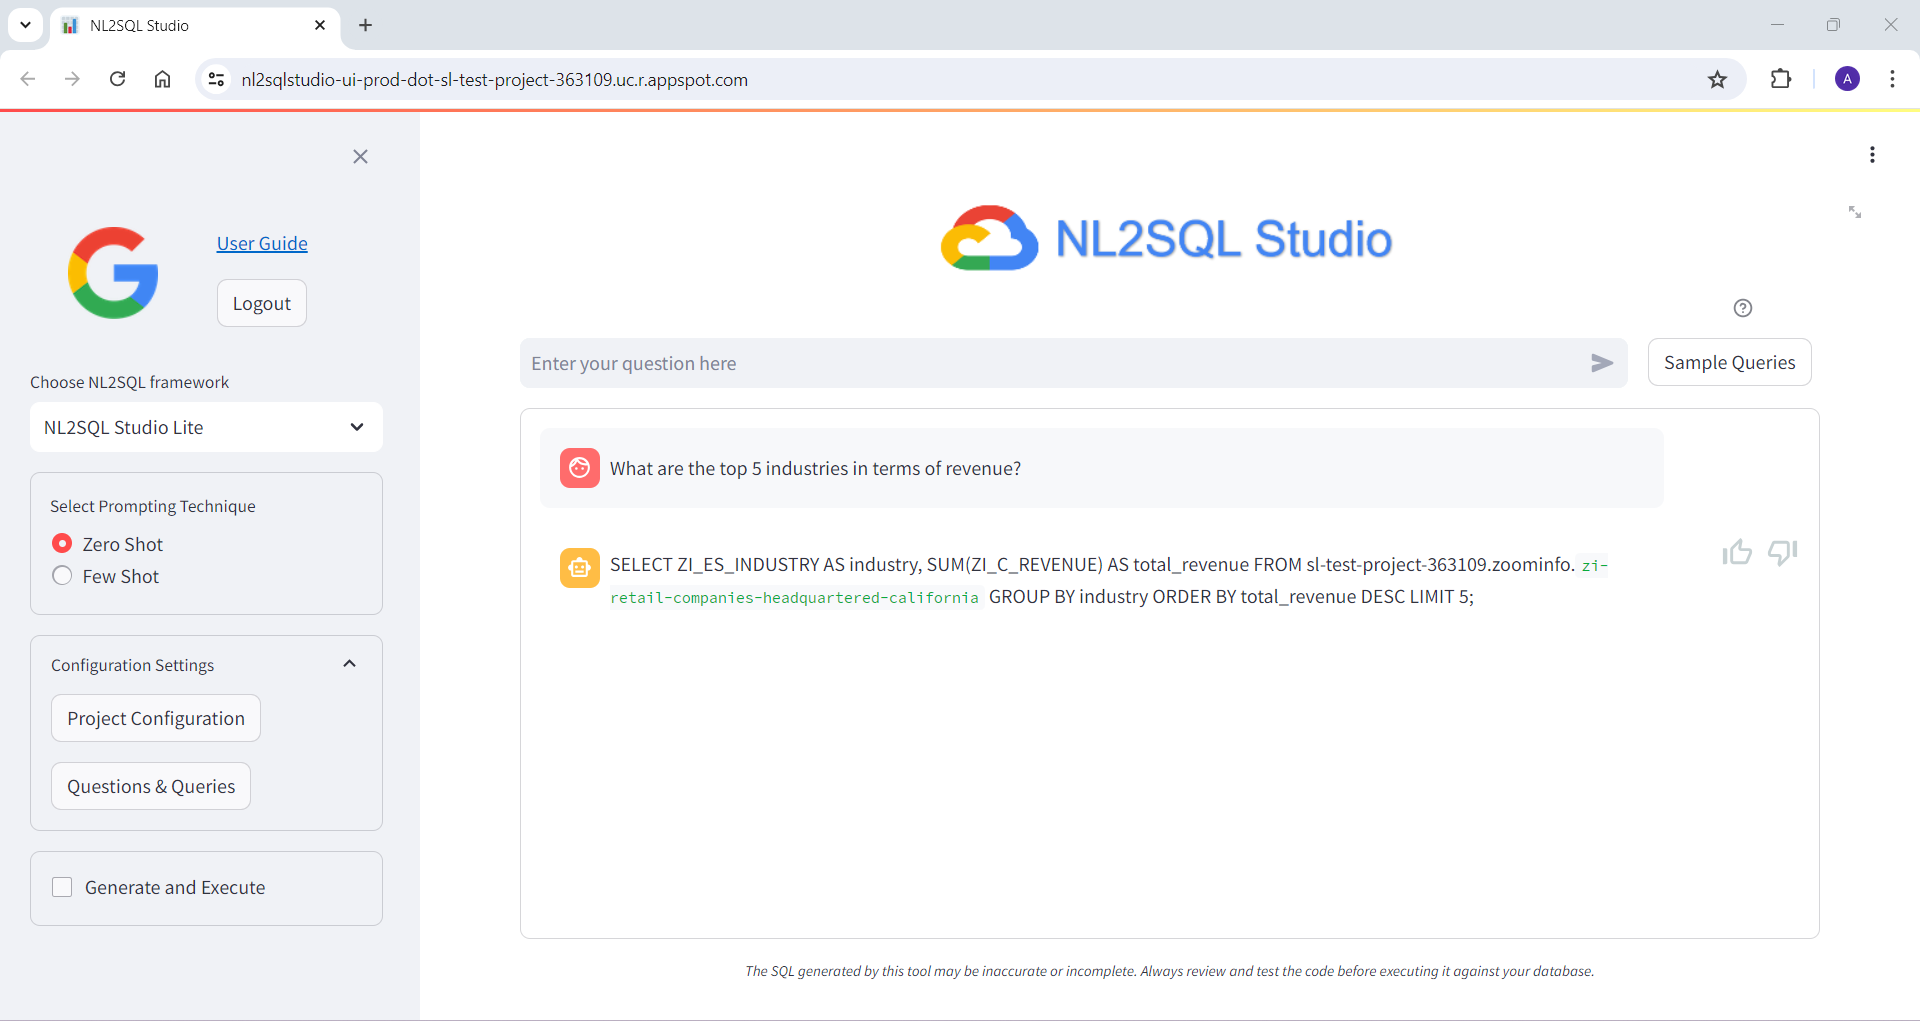 NL2SQL Studio
nl2sqlstudio-ui-prod-dot-sl-test-project-363109.uc.r.appspot.com
A
User Guide
Logout
Choose NL2SQL framework
NL2SQL Studio Lite
Select Prompting Technique
Zero Shot
Few Shot
Configuration Settings
Project Configuration
Questions & Queries
Generate and Execute
NL2SQL Studio
Enter your question here
Sample Queries
What are the top 5 industries in terms of revenue?
SELECT ZI_ES_INDUSTRY AS industry, SUM(ZI_C_REVENUE) AS total_revenue FROM sl-test-project-363109.zoominfo. zi-
retail-companies-headquartered-california GROUP BY industry ORDER BY total_revenue DESC LIMIT 5;
The SQL generated by this tool may be inaccurate or incomplete. Always review and test the code before executing it against your database.